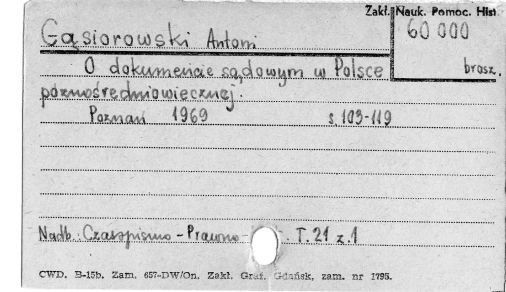 Zakł. Nauk. Pomoc. Hist.
60 000
Gąsiorowski Antoni
O dokumencie sądowym w Polsce
brosz.
późnośredniowiecznej.
Poznań 1969 s. 103-119
Nadb. Czasopismo - Prawno - T. 21 z. 1
CWD. B-15b. Zam. 657-DW/On. Zakł. Graf. Gdańsk, zam. nr 1795.